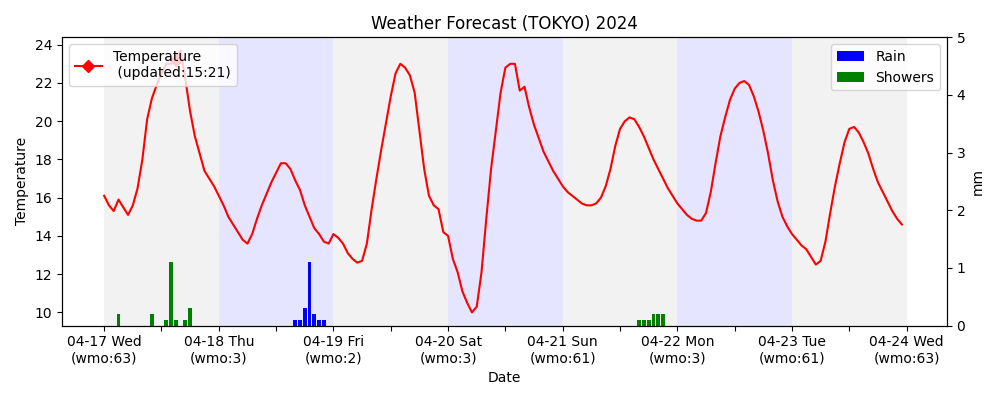 Weather Forecast (TOKYO) 2024
Temperature
(updated:15:21)
Rain
Showers
24
22
20
18
16
14
12
10
Temperature
5
4
3
2
1
0
mm
04-17 Wed
(wmo:63)
04-18 Thu
(wmo:3)
04-19 Fri
(wmo:2)
04-20 Sat
(wmo:3)
04-21 Sun
(wmo:61)
04-22 Mon
(wmo:3)
04-23 Tue
(wmo:61)
04-24 Wed
(wmo:63)
Date